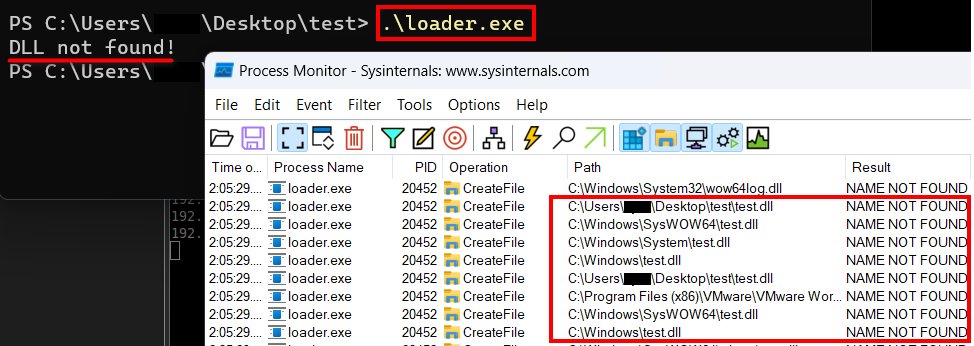 PS C:\Users\ \Desktop\test> .\loader.exe
DLL not found!
PS C:\Users\
Process Monitor - Sysinternals: www.sysinternals.com
File Edit Event Filter Tools Options Help
Time o... Process Name PID Operation Path Result
2:05:29.... loader.exe 20452 CreateFile C:\Windows\System32\wow64log.dll NAME NOT FOUND
2:05:29.... loader.exe 20452 CreateFile C:\Users\ \Desktop\test\test.dll NAME NOT FOUND
2:05:29.... loader.exe 20452 CreateFile C:\Windows\SysWOW64\test.dll NAME NOT FOUND
192. 2:05:29.... loader.exe 20452 CreateFile C:\Windows\System\test.dll NAME NOT FOUND
192. 2:05:29.... loader.exe 20452 CreateFile C:\Windows\test.dll NAME NOT FOUND
2:05:29.... loader.exe 20452 CreateFile C:\Users\ \Desktop\test\test.dll NAME NOT FOUND
2:05:29.... loader.exe 20452 CreateFile C:\Program Files (x86)\VMware\VMware Wor... NAME NOT FOUND
2:05:29.... loader.exe 20452 CreateFile C:\Windows\SysWOW64\test.dll NAME NOT FOUND
2:05:29.... loader.exe 20452 CreateFile C:\Windows\test.dll NAME NOT FOUND